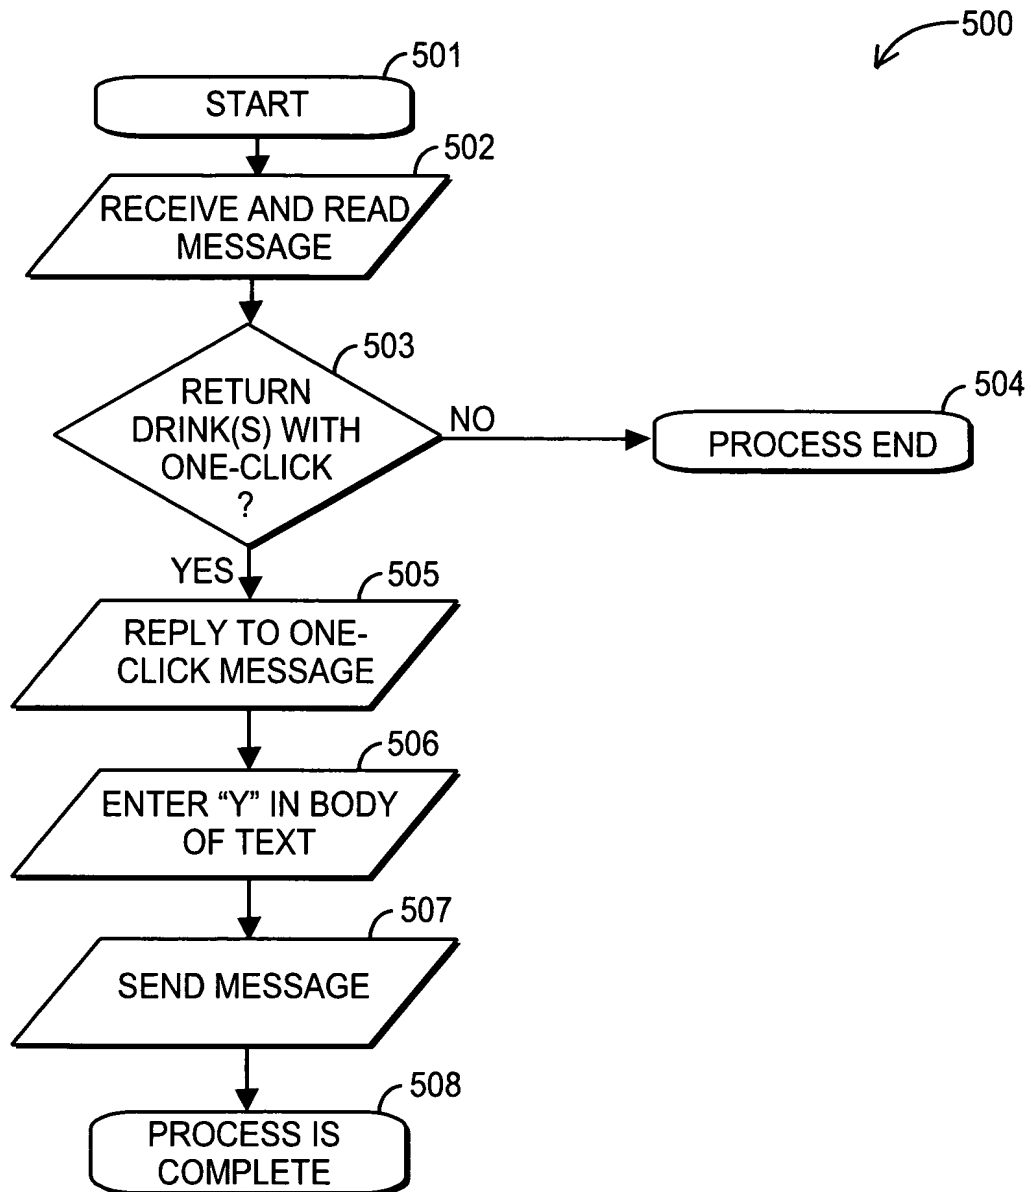 500
501
START
502
RECEIVE AND READ
MESSAGE
503
RETURN
DRINK(S) WITH
ONE-CLICK
?
NO
504
PROCESS END
YES
505
REPLY TO ONE-
CLICK MESSAGE
506
ENTER “Y” IN BODY
OF TEXT
507
SEND MESSAGE
508
PROCESS IS
COMPLETE